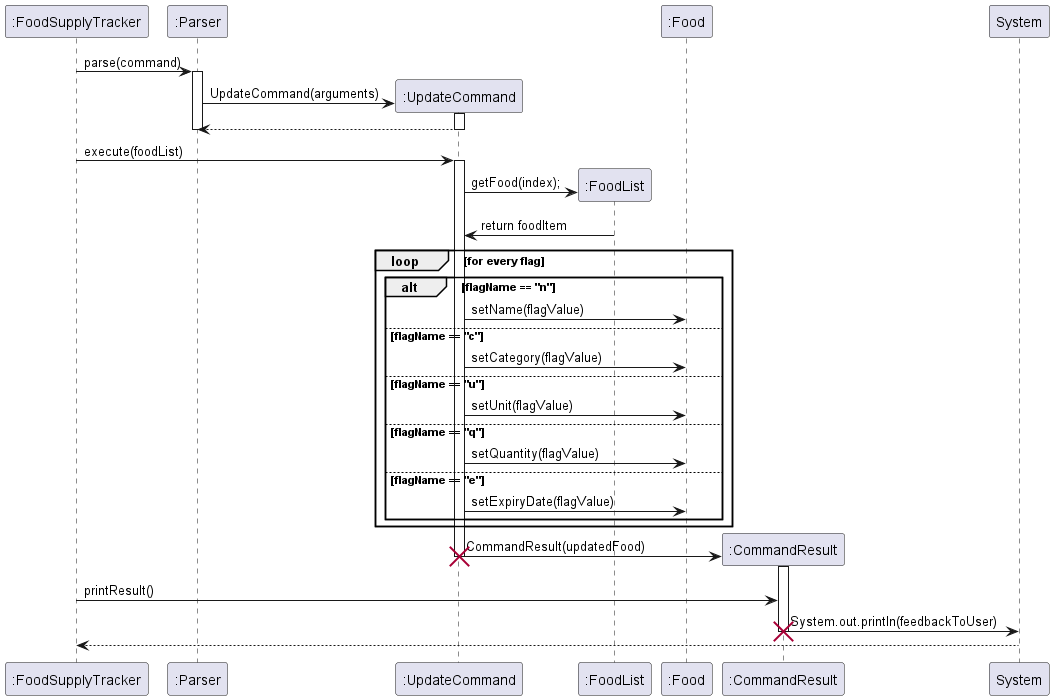 :FoodSupplyTracker :Parser :Food System
parse(command)
UpdateCommand(arguments) :UpdateCommand
execute(foodList)
getFood(index); :FoodList
return foodItem
loop [for every flag]
alt [flagName == "n"]
setName(flagValue)
[flagName == "c"]
setCategory(flagValue)
[flagName == "u"]
setUnit(flagValue)
[flagName == "q"]
setQuantity(flagValue)
[flagName == "e"]
setExpiryDate(flagValue)
CommandResult(updatedFood) :CommandResult
printResult()
System.out.println(feedbackToUser)
:FoodSupplyTracker :Parser :UpdateCommand :FoodList :Food :CommandResult System